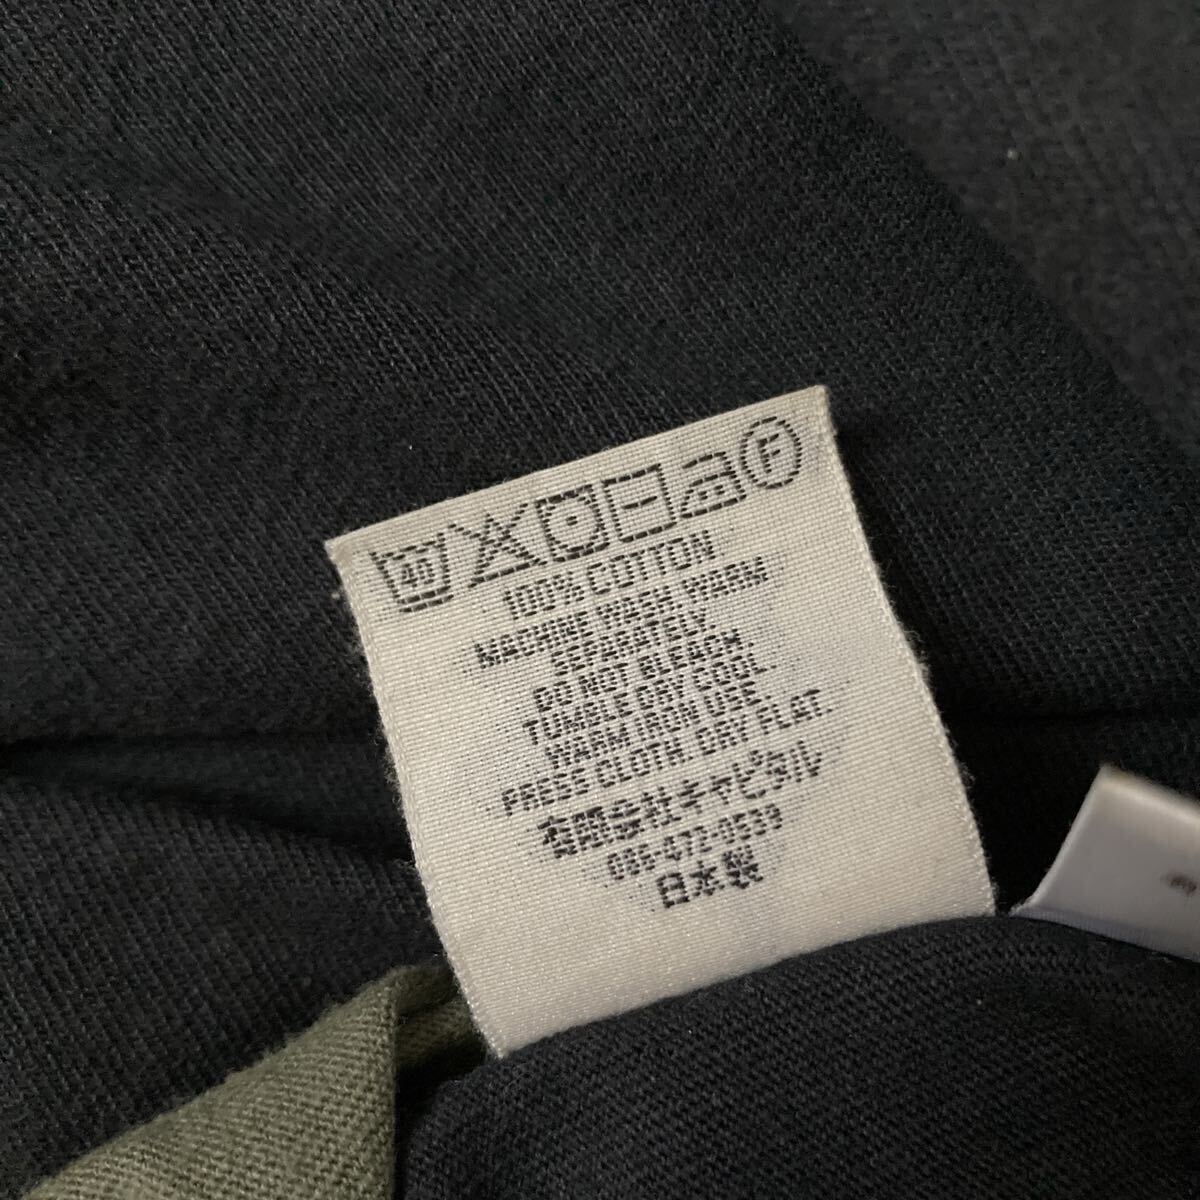 40 F
100% COTTON
MACHINE WASH. WARM
SEPARATELY.
DO NOT BLEACH
TUMBLE DRY COOL
WARM IRON USE.
PRESS CLOTH. DRY FLAT.
有限会社キャピタル
086-472-0539
日本製